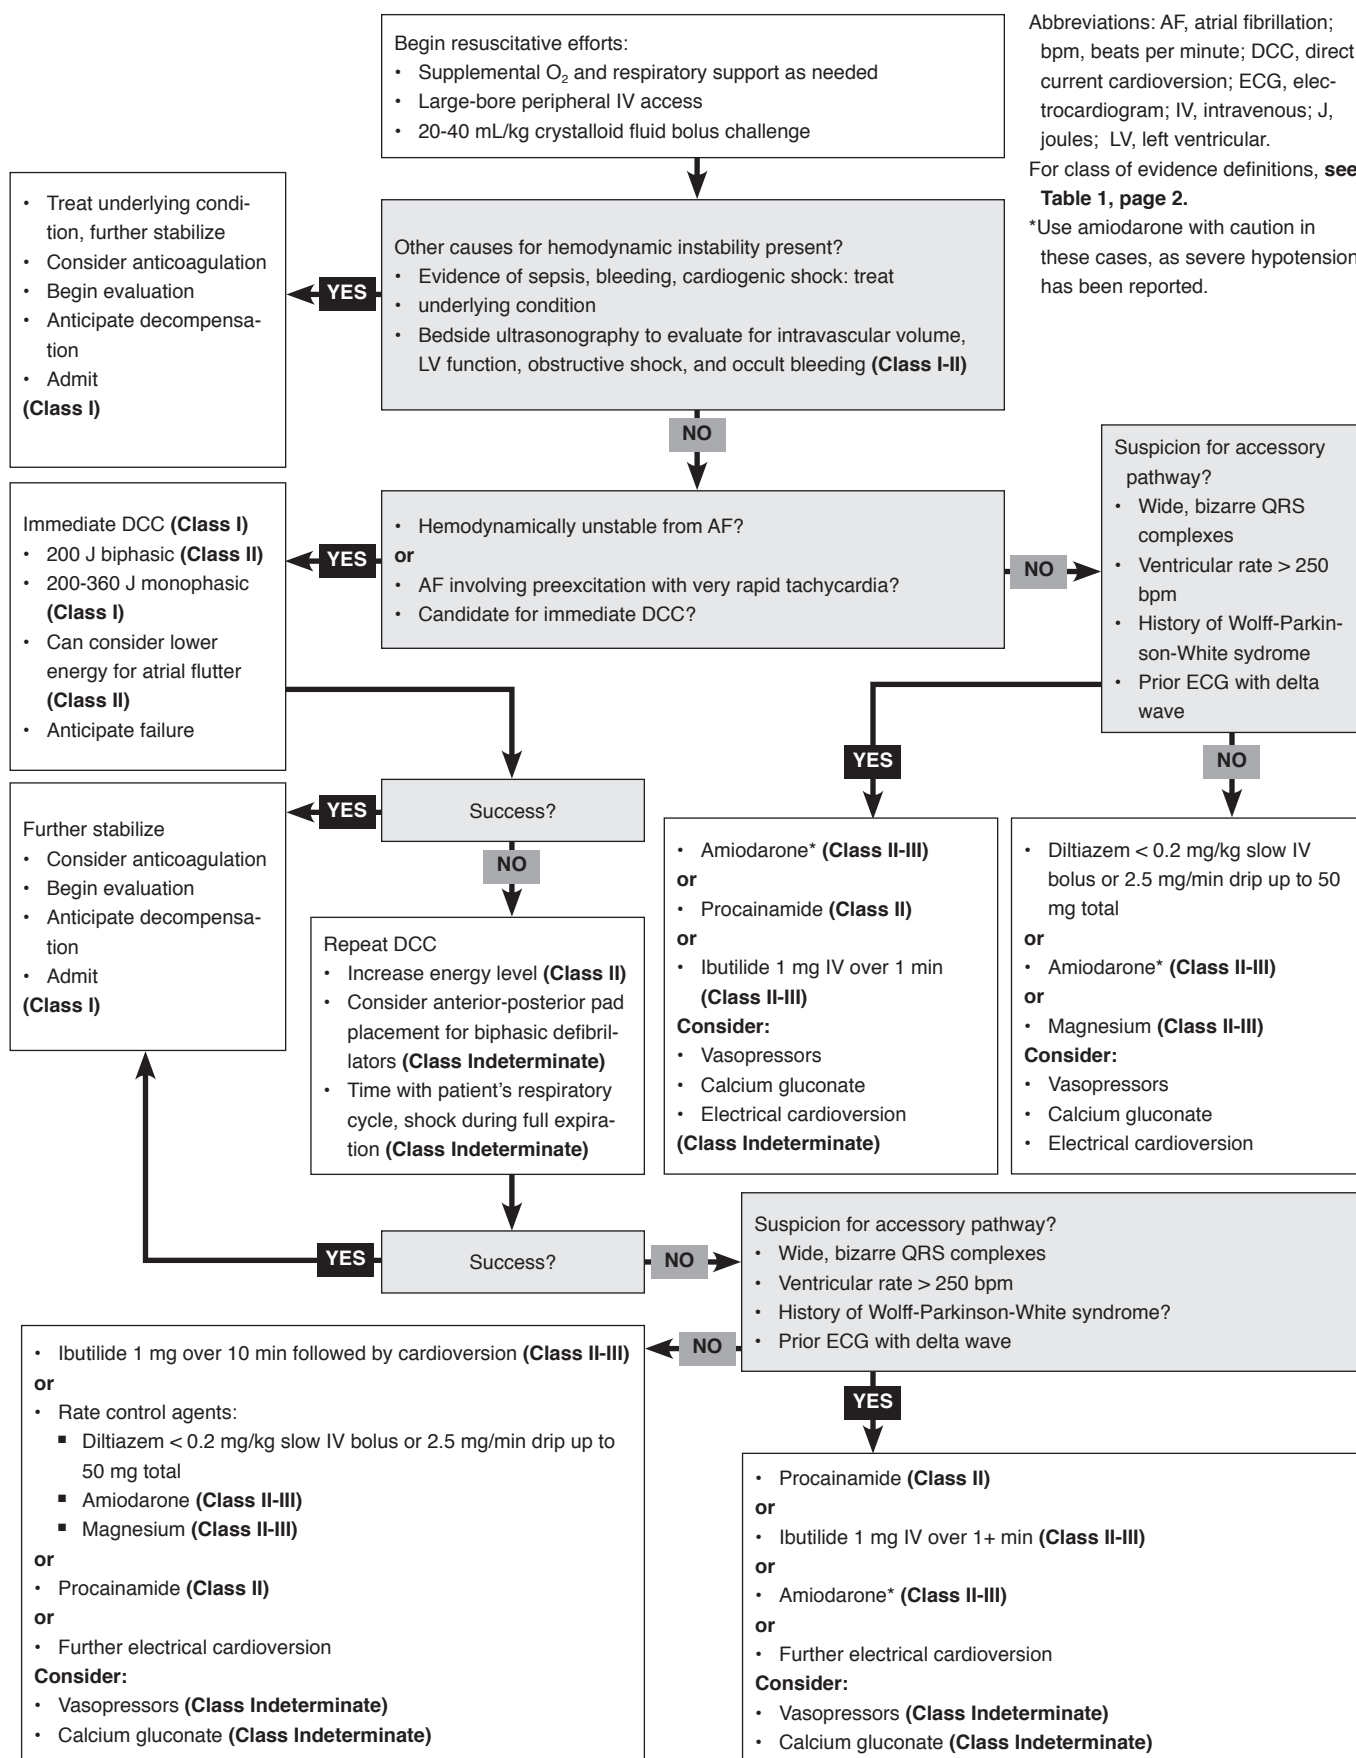 Begin resuscitative efforts:
• Supplemental O₂ and respiratory support as needed
• Large-bore peripheral IV access
• 20-40 mL/kg crystalloid fluid bolus challenge
Abbreviations: AF, atrial fibrillation;
bpm, beats per minute; DCC, direct
current cardioversion; ECG, elec-
trocardiogram; IV, intravenous; J,
joules; LV, left ventricular.
For class of evidence definitions, see
Table 1, page 2.
*Use amiodarone with caution in
these cases, as severe hypotension
has been reported.
• Treat underlying condi-
tion, further stabilize
• Consider anticoagulation
• Begin evaluation
• Anticipate decompensa-
tion
• Admit
(Class I)
YES
Other causes for hemodynamic instability present?
• Evidence of sepsis, bleeding, cardiogenic shock: treat
• underlying condition
• Bedside ultrasonography to evaluate for intravascular volume,
LV function, obstructive shock, and occult bleeding (Class I-II)
NO
Immediate DCC (Class I)
• 200 J biphasic (Class II)
• 200-360 J monophasic
(Class I)
• Can consider lower
energy for atrial flutter
(Class II)
• Anticipate failure
YES
• Hemodynamically unstable from AF?
or
• AF involving preexcitation with very rapid tachycardia?
• Candidate for immediate DCC?
NO
Suspicion for accessory
pathway?
• Wide, bizarre QRS
complexes
• Ventricular rate > 250
bpm
• History of Wolff-Parkin-
son-White sydrome
• Prior ECG with delta
wave
YES
NO
Further stabilize
• Consider anticoagulation
• Begin evaluation
• Anticipate decompensa-
tion
• Admit
(Class I)
YES
Success?
NO
Repeat DCC
• Increase energy level (Class II)
• Consider anterior-posterior pad
placement for biphasic defibril-
lators (Class Indeterminate)
• Time with patient's respiratory
cycle, shock during full expira-
tion (Class Indeterminate)
• Amiodarone* (Class II-III)
or
• Procainamide (Class II)
or
• Ibutilide 1 mg IV over 1 min
(Class II-III)
Consider:
• Vasopressors
• Calcium gluconate
• Electrical cardioversion
(Class Indeterminate)
• Diltiazem < 0.2 mg/kg slow IV
bolus or 2.5 mg/min drip up to 50
mg total
or
• Amiodarone* (Class II-III)
or
• Magnesium (Class II-III)
Consider:
• Vasopressors
• Calcium gluconate
• Electrical cardioversion
YES
Success?
NO
Suspicion for accessory pathway?
• Wide, bizarre QRS complexes
• Ventricular rate > 250 bpm
• History of Wolff-Parkinson-White syndrome?
• Prior ECG with delta wave
NO
YES
• Ibutilide 1 mg over 10 min followed by cardioversion (Class II-III)
or
• Rate control agents:
▪ Diltiazem < 0.2 mg/kg slow IV bolus or 2.5 mg/min drip up to
50 mg total
▪ Amiodarone (Class II-III)
▪ Magnesium (Class II-III)
or
• Procainamide (Class II)
or
• Further electrical cardioversion
Consider:
• Vasopressors (Class Indeterminate)
• Calcium gluconate (Class Indeterminate)
• Procainamide (Class II)
or
• Ibutilide 1 mg IV over 1+ min (Class II-III)
or
• Amiodarone* (Class II-III)
or
• Further electrical cardioversion
Consider:
• Vasopressors (Class Indeterminate)
• Calcium gluconate (Class Indeterminate)